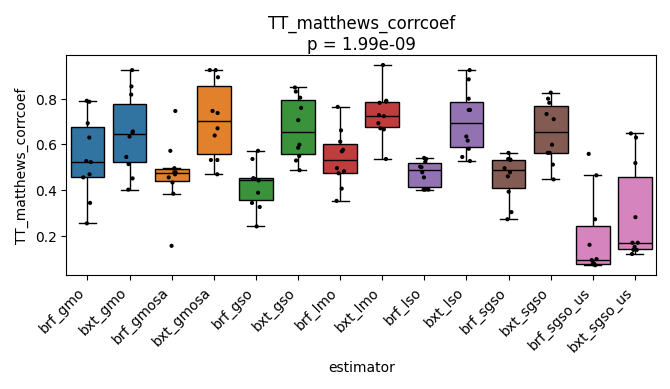 TT_matthews_corrcoef
p = 1.99e-09
TT_matthews_corrcoef
0.8
0.6
0.4
0.2
brf_gmo
bxt_gmo
brf_gmosa
bxt_gmosa
brf_gso
bxt_gso
brf_lmo
bxt_lmo
brf_lso
bxt_lso
brf_sgso
bxt_sgso
brf_sgso_us
bxt_sgso_us
estimator